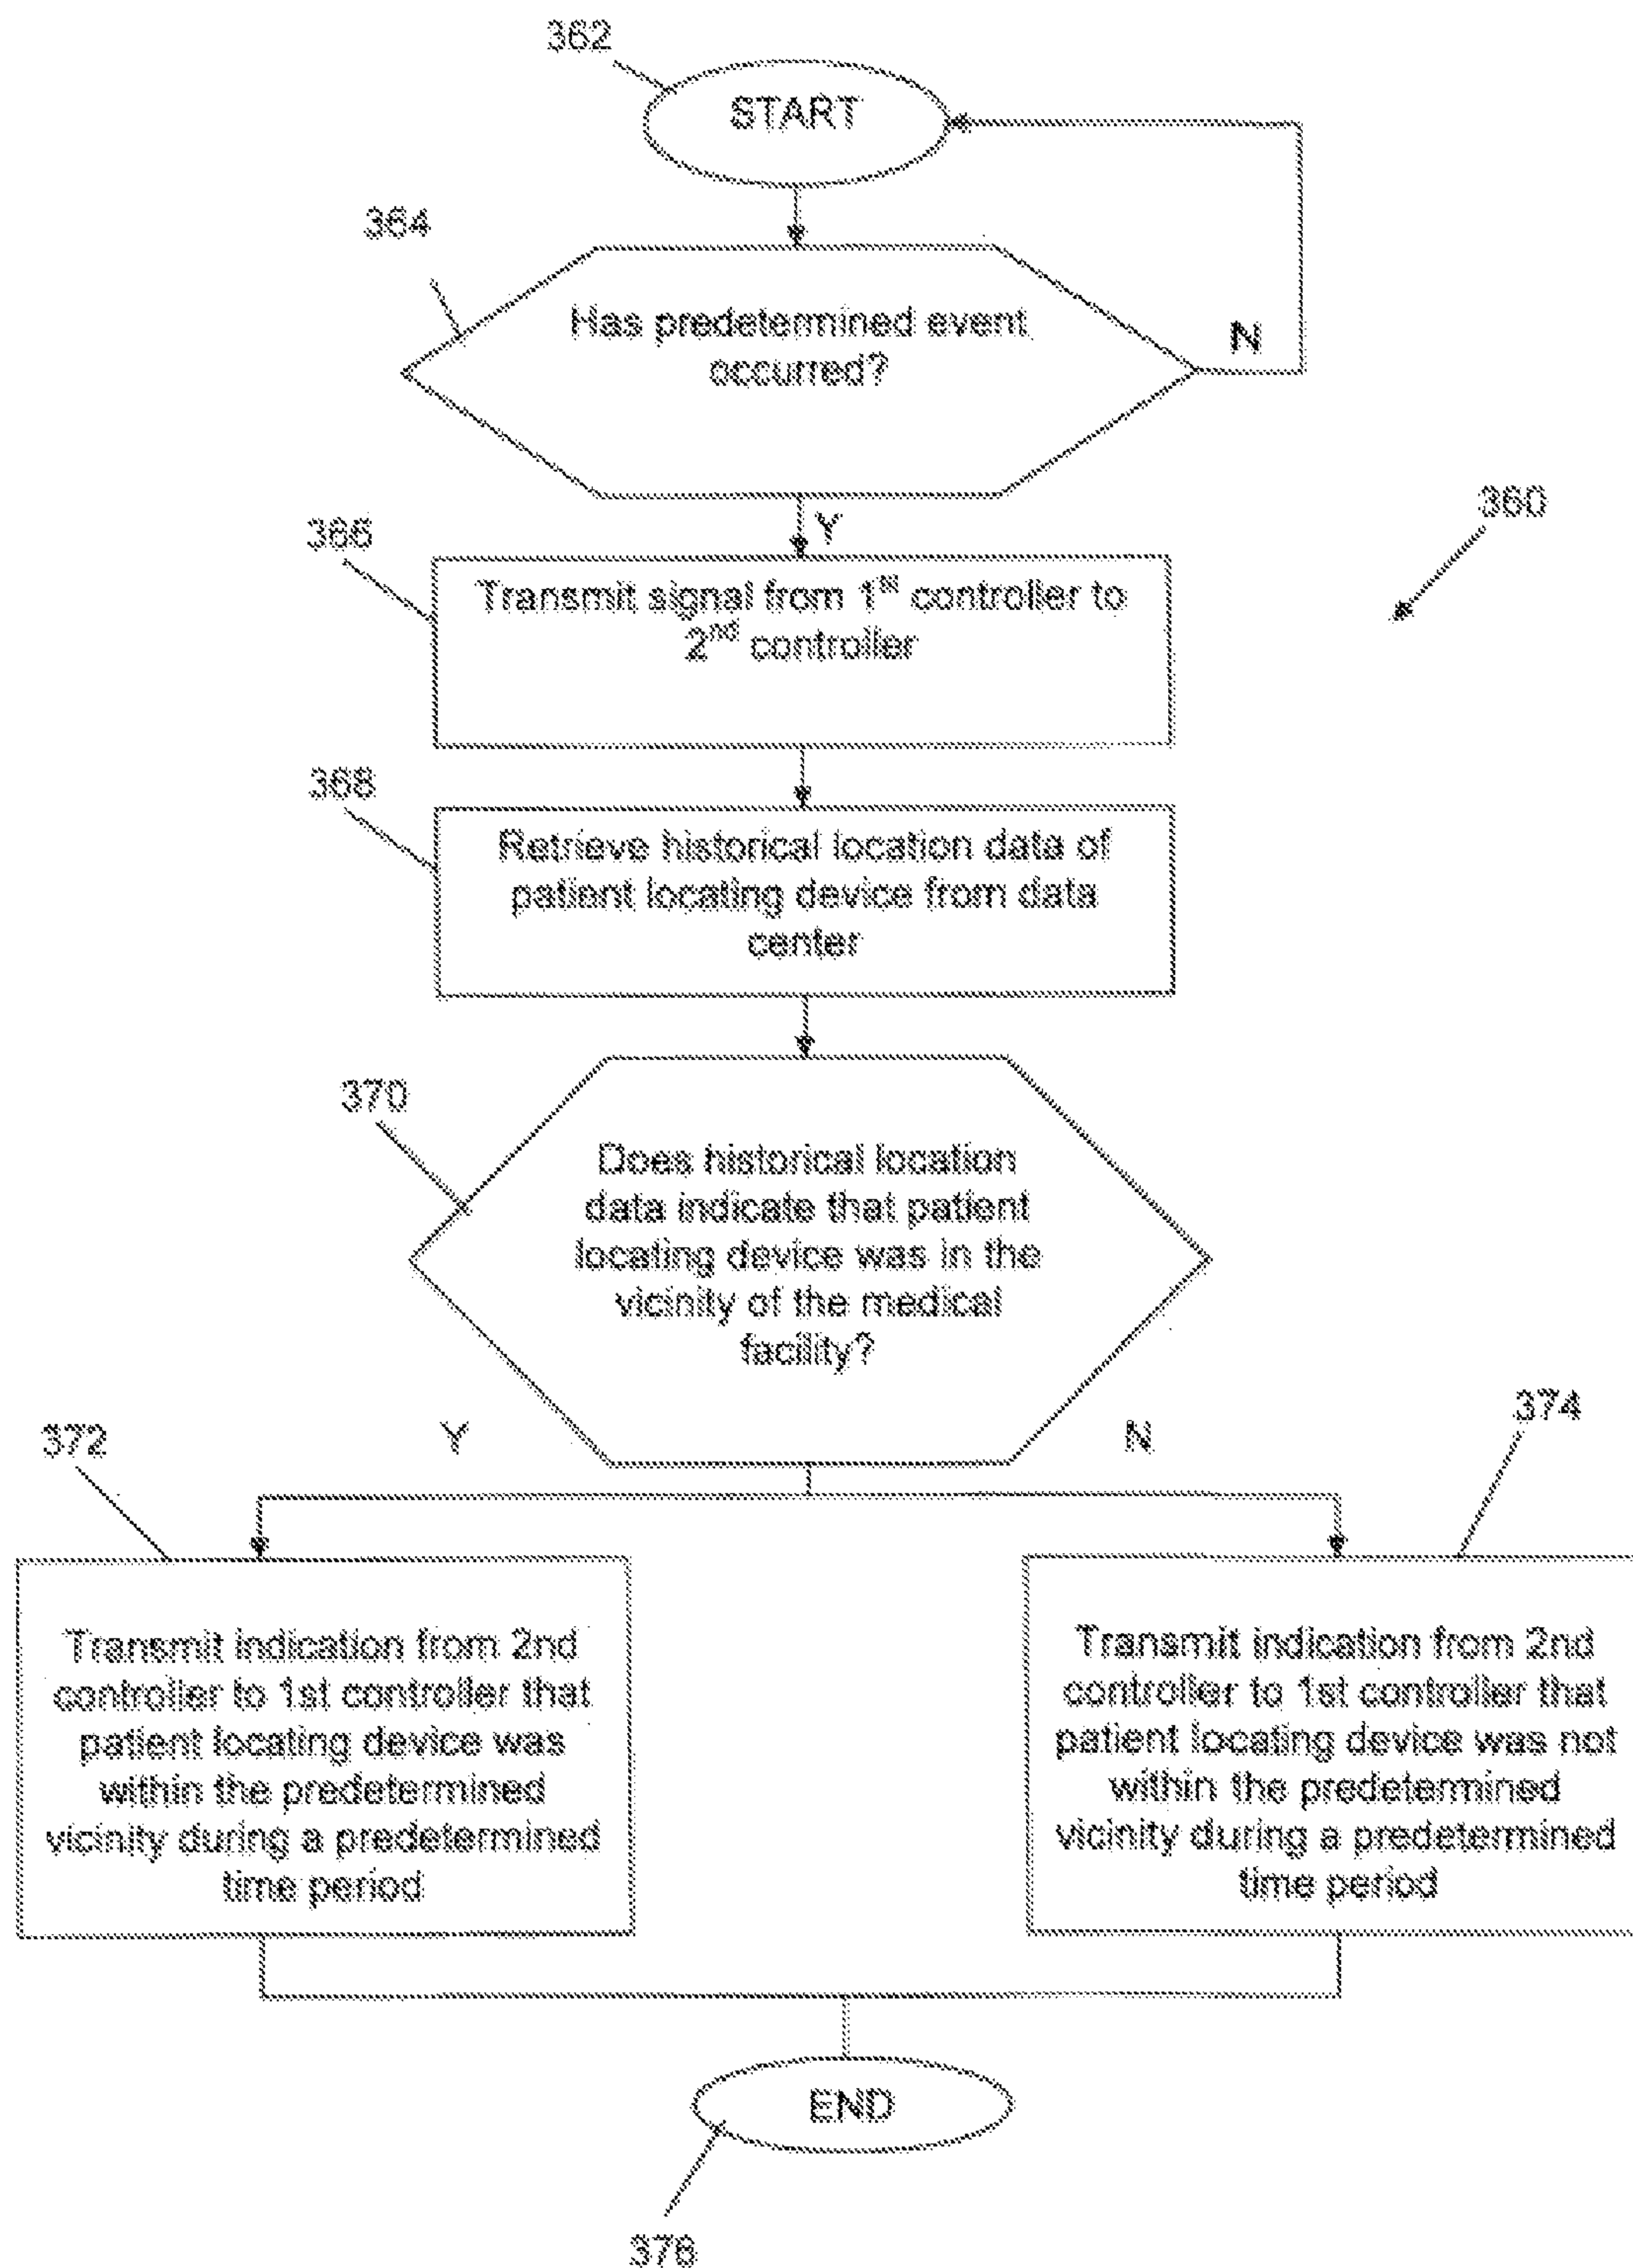 362
START
364
Has predetermined event
occurred?
N
360
Y
366
Transmit signal from 1st controller to
2nd controller
368
Retrieve historical location data of
patient locating device from data
center
370
Does historical location
data indicate that patient
locating device was in the
vicinity of the medical
facility?
372
Y
N
374
Transmit indication from 2nd
controller to 1st controller that
patient locating device was
within the predetermined
vicinity during a predetermined
time period
Transmit indication from 2nd
controller to 1st controller that
patient locating device was not
within the predetermined
vicinity during a predetermined
time period
END
376